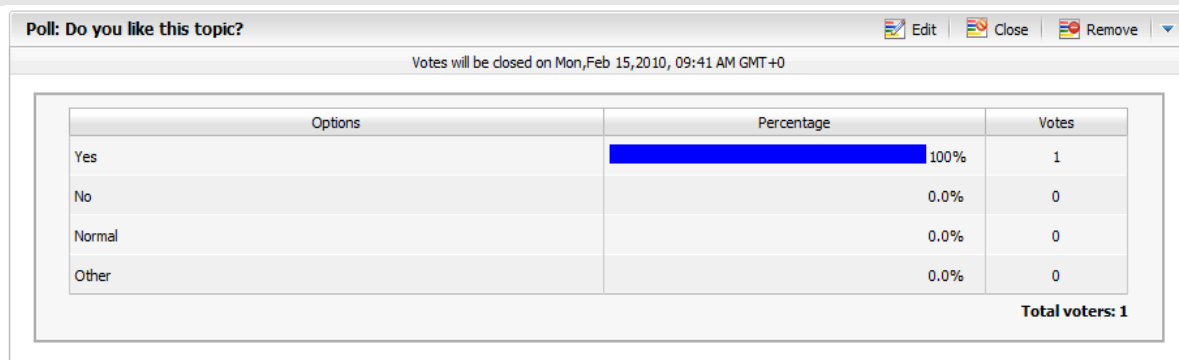 Poll: Do you like this topic? Edit Close Remove
Votes will be closed on Mon,Feb 15,2010, 09:41 AM GMT+0
Options Percentage Votes
Yes 100% 1
No 0.0% 0
Normal 0.0% 0
Other 0.0% 0
Total voters: 1